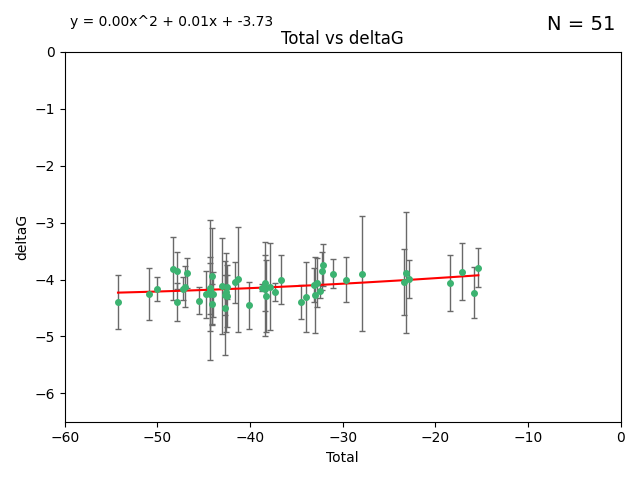 y = 0.00x^2 + 0.01x + -3.73
N = 51
Total vs deltaG
0
−1
−2
−3
−4
−5
−6
deltaG
−60 −50 −40 −30 −20 −10 0
Total